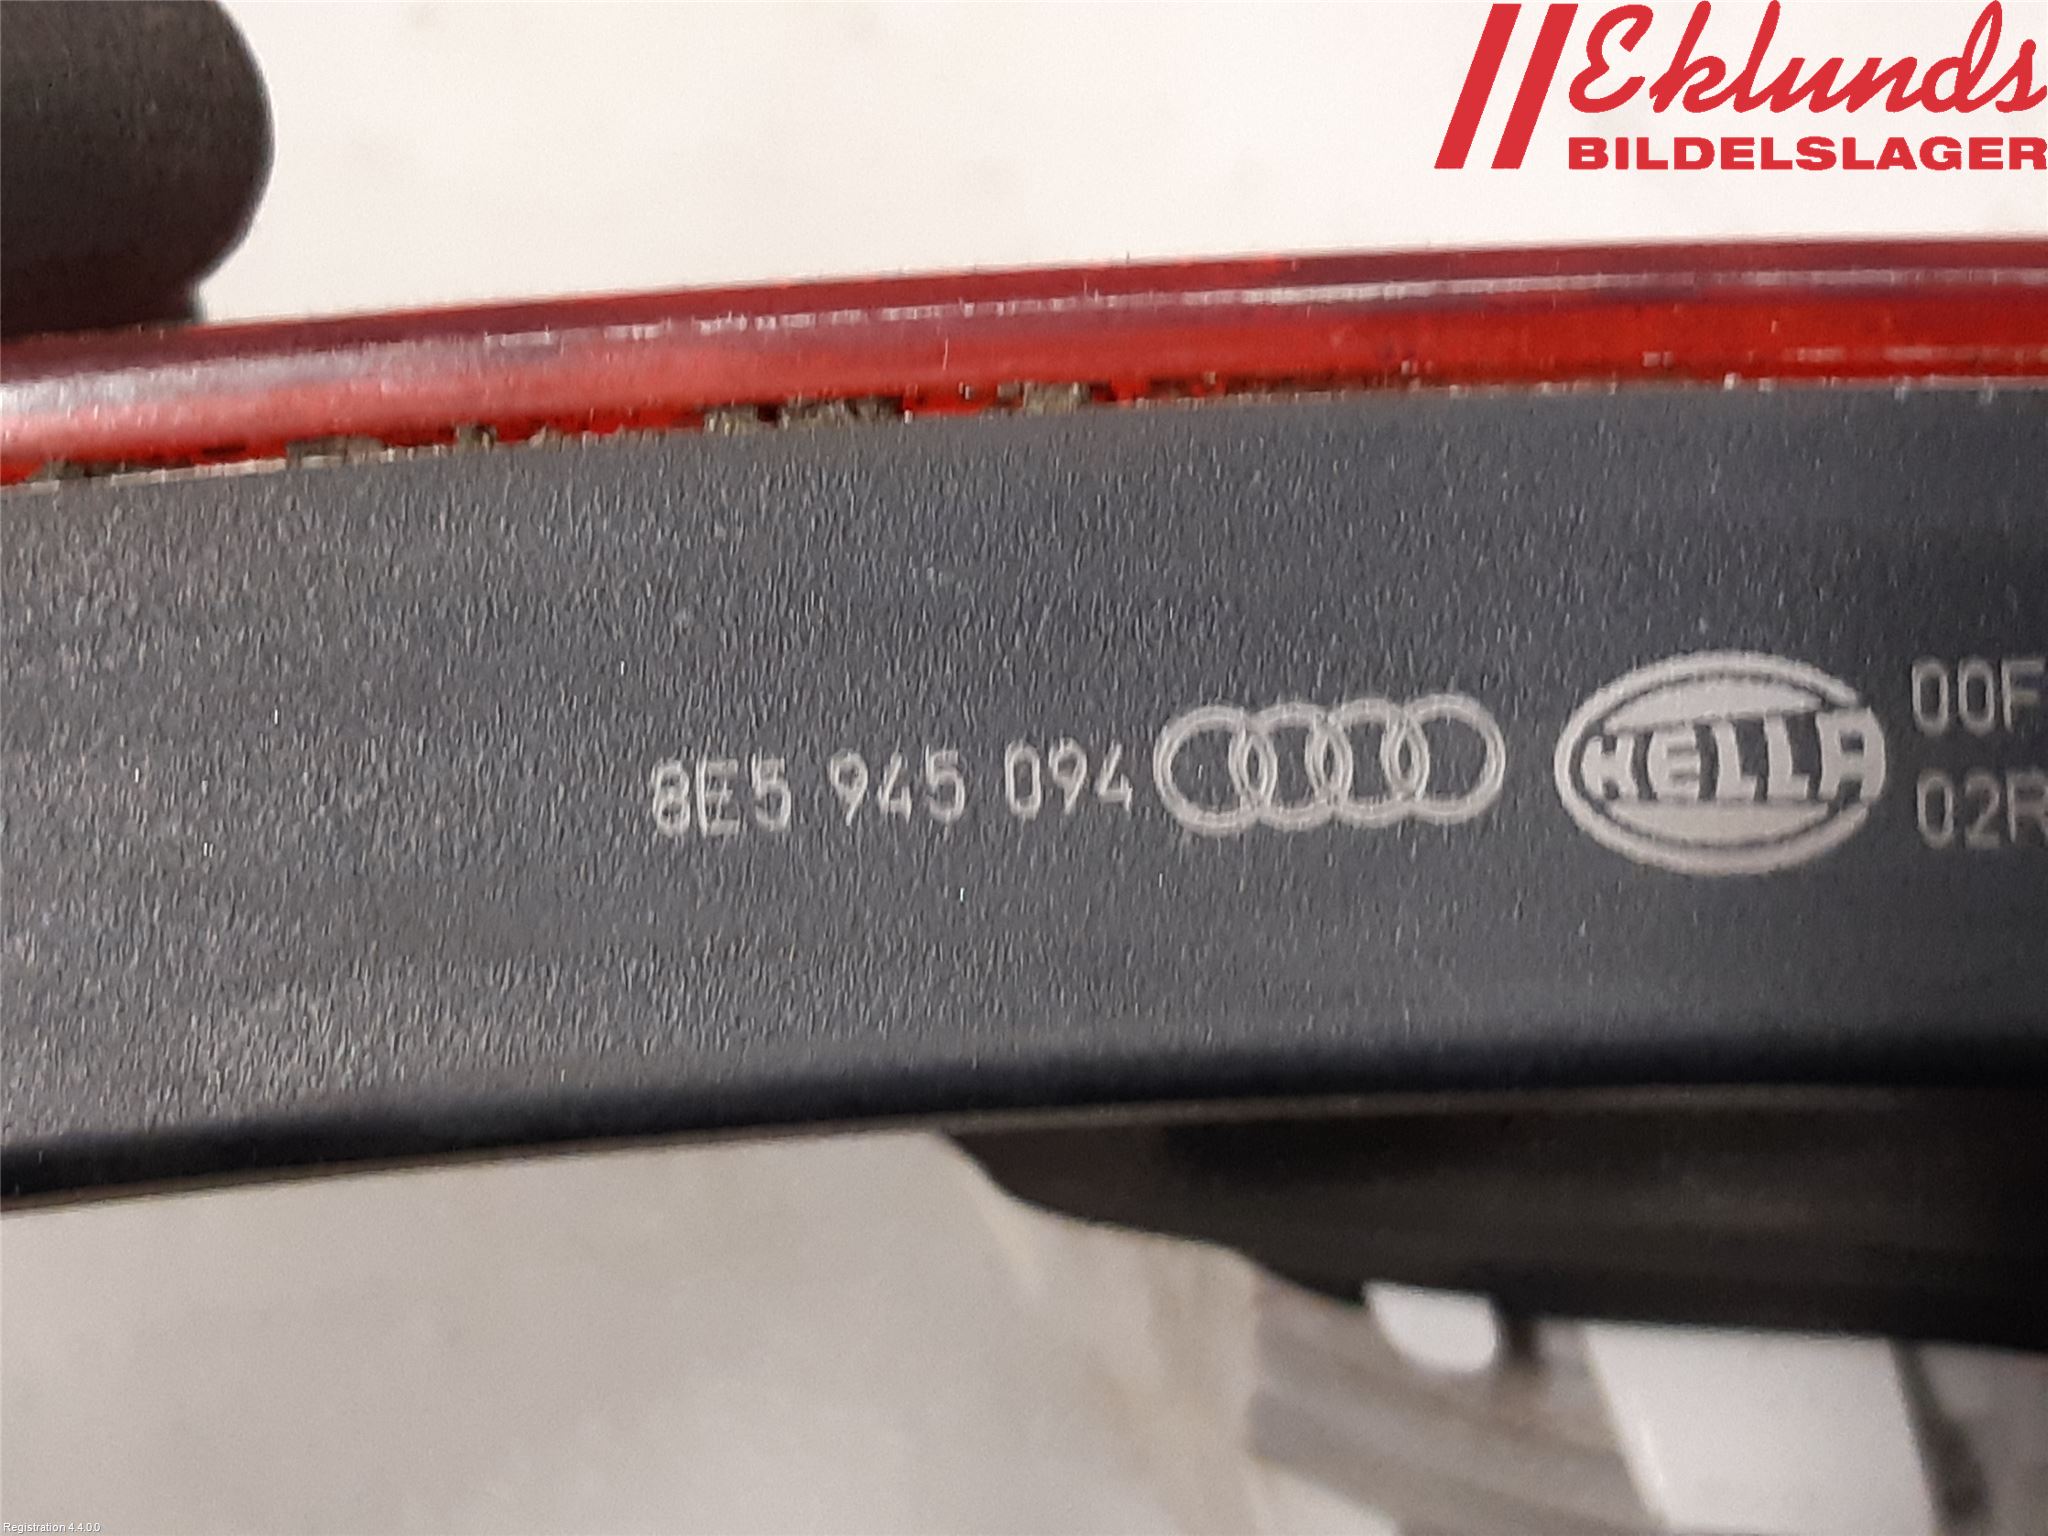 Eklunds
BILDELSLAGER
8E5 945 094
HELLA
00F
02R
Registration 4.4.0.0